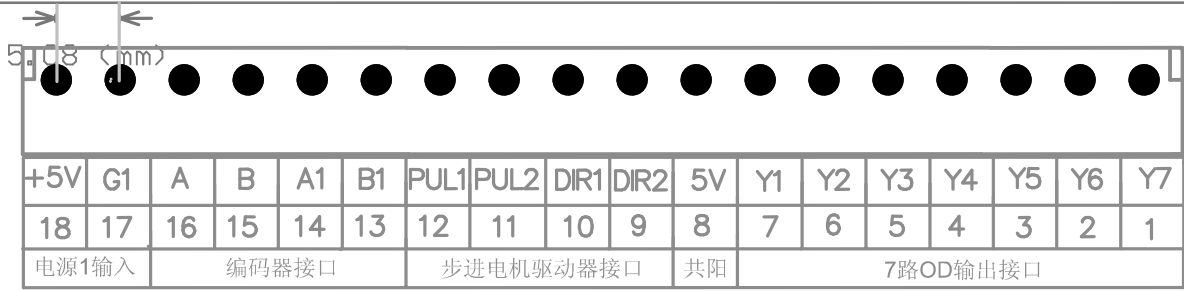 5.08 (mm)
+5V G1 A B A1 B1 PUL1 PUL2 DIR1 DIR2 5V Y1 Y2 Y3 Y4 Y5 Y6 Y7
18 17 16 15 14 13 12 11 10 9 8 7 6 5 4 3 2 1
电源1输入 编码器接口 步进电机驱动器接口 共阳 7路OD输出接口